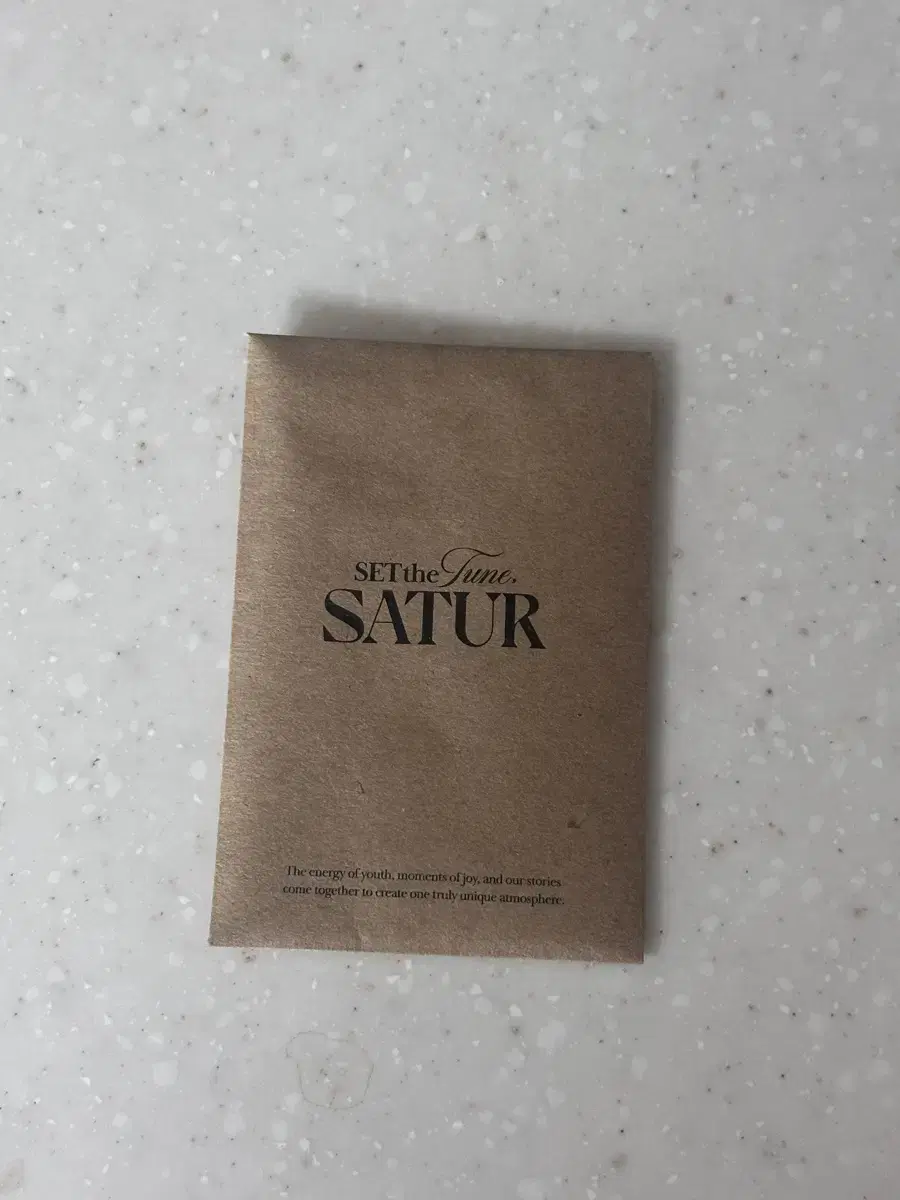 SET the Tune,
SATUR
The energy of youth, moments of joy, and our stories
come together to create one truly unique atmosphere.